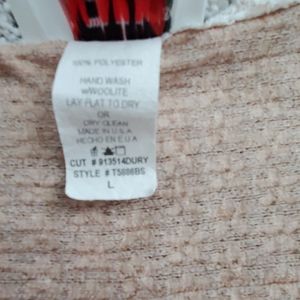 100% POLYESTER
HAND WASH
w/WOOLITE
LAY FLAT TO DRY
OR
DRY CLEAN
MADE IN U.S.A
HECHO EN E.U.A
CUT # 913514DURY
STYLE # T5886BS
L